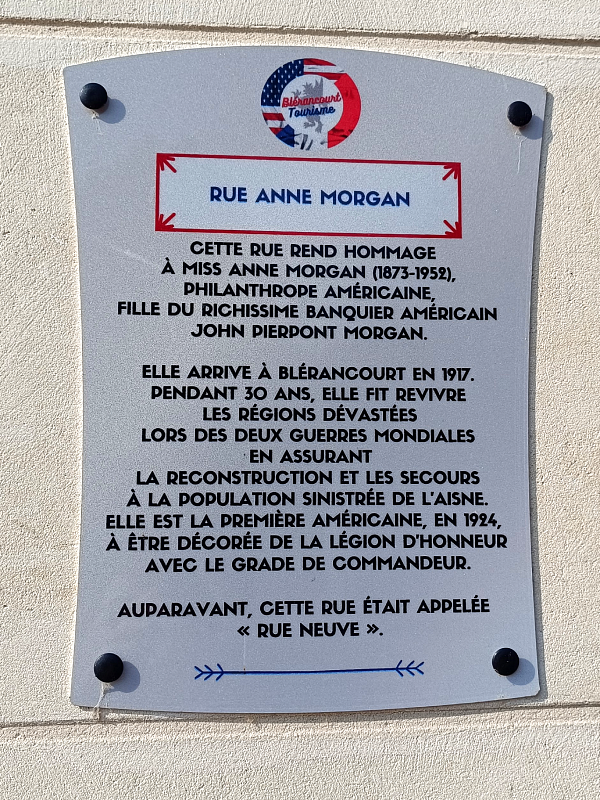 Blérancourt
Tourisme
RUE ANNE MORGAN
CETTE RUE REND HOMMAGE
À MISS ANNE MORGAN (1873-1952),
PHILANTHROPE AMÉRICAINE,
FILLE DU RICHISSIME BANQUIER AMÉRICAIN
JOHN PIERPONT MORGAN.
ELLE ARRIVE À BLÉRANCOURT EN 1917.
PENDANT 30 ANS, ELLE FIT REVIVRE
LES RÉGIONS DÉVASTÉES
LORS DES DEUX GUERRES MONDIALES
EN ASSURANT
LA RECONSTRUCTION ET LES SECOURS
À LA POPULATION SINISTRÉE DE L'AISNE.
ELLE EST LA PREMIÈRE AMÉRICAINE, EN 1924,
À ÊTRE DÉCORÉE DE LA LÉGION D'HONNEUR
AVEC LE GRADE DE COMMANDEUR.
AUPARAVANT, CETTE RUE ÉTAIT APPELÉE
« RUE NEUVE ».